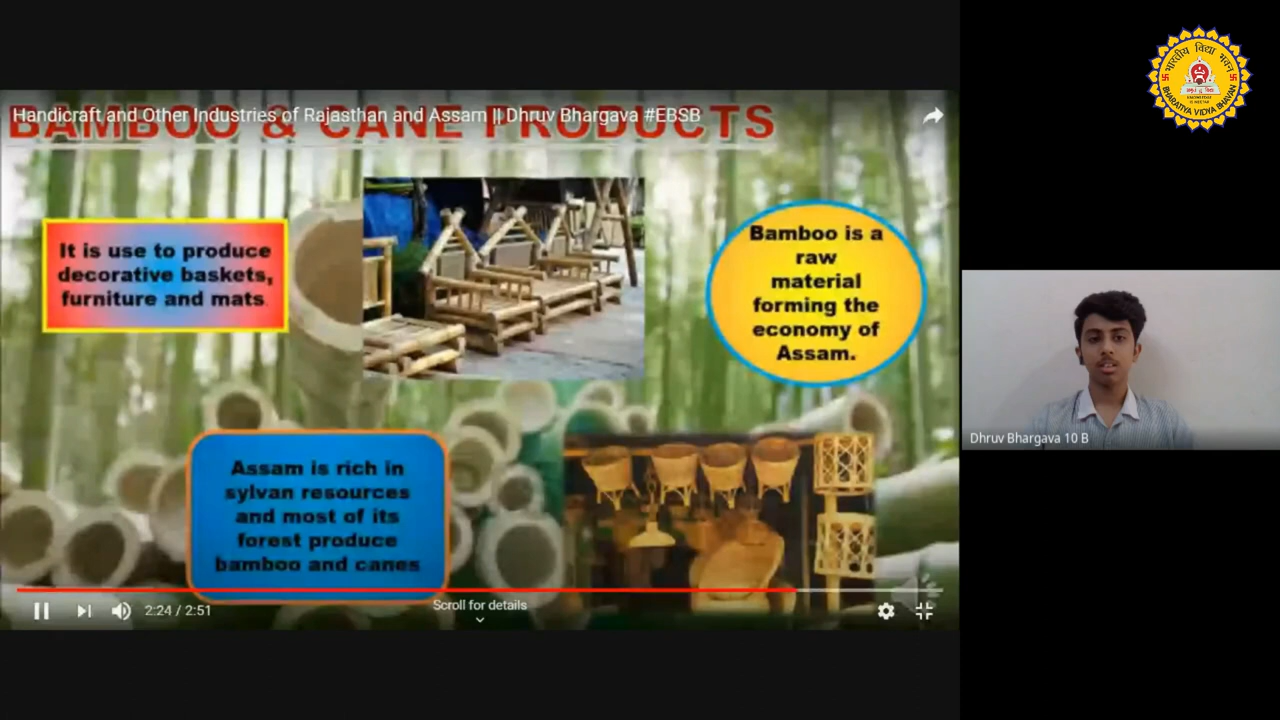 BAMBOO & CANE PRODUCTS
Handicraft and Other Industries of Rajasthan and Assam || Dhruv Bhargava #EBSB
It is use to produce
decorative baskets,
furniture and mats
Bamboo is a
raw
material
forming the
economy of
Assam.
Assam is rich in
sylvan resources
and most of its
forest produce
bamboo and canes
2:24 / 2:51
Scroll for details
भारतीय विद्या भवन
BHARATIYA VIDYA BHAVAN
Dhruv Bhargava 10 B